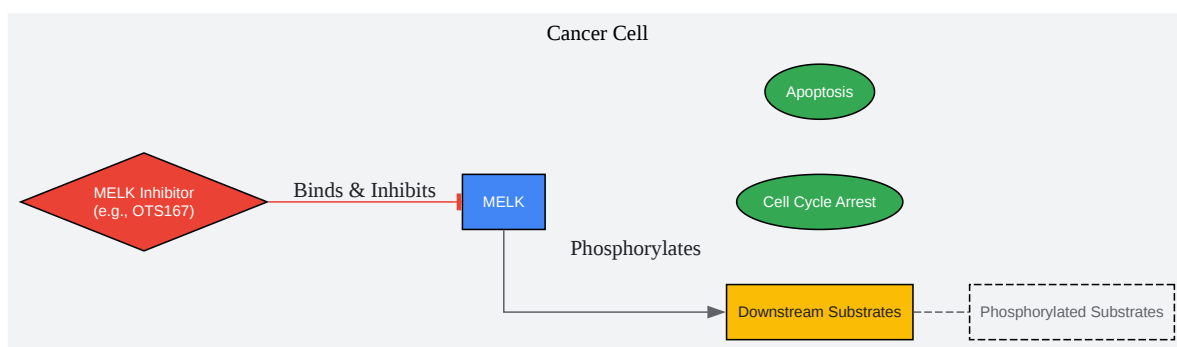 Cancer Cell
Apoptosis
MELK Inhibitor
(e.g., OTS167)
Binds & Inhibits
MELK
Cell Cycle Arrest
Phosphorylates
Downstream Substrates
Phosphorylated Substrates